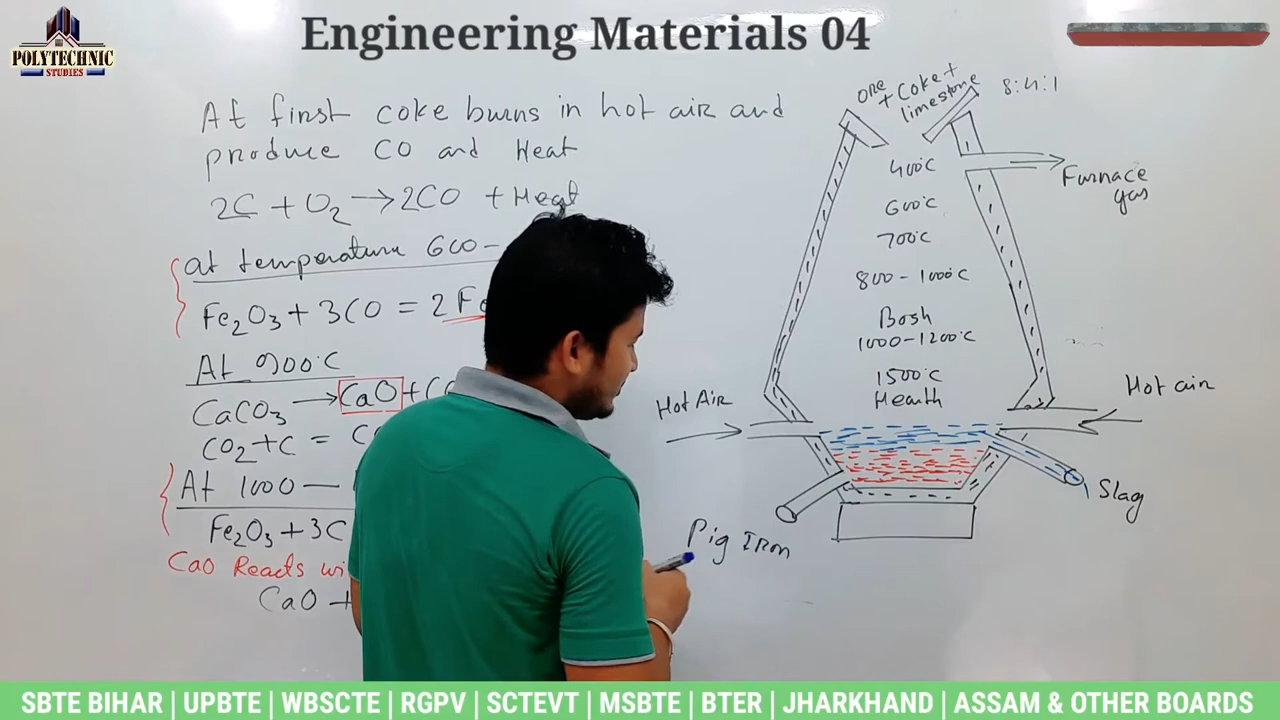 Engineering Materials 04
POLYTECHNIC
STUDIES
At first coke burns in hot air and
produce CO and Heat
2C + O2 → 2CO + Heat
at temperature 600 –
Fe2O3 + 3CO = 2 Fe
At 900°C
CaCO3 → CaO + C
CO2 + C = C
At 1000 –
Fe2O3 + 3C
CaO Reacts wi
CaO +
ore
+ Coke +
limestone
8:4:1
400°C
Furnace
gas
600°C
700°C
800 - 1000°C
Bosh
1000-1200°C
1500°C
Hearth
Hot Air
Hot air
Slag
Pig Iron
SBTE BIHAR | UPBTE | WBSCTE | RGPV | SCTEVT | MSBTE | BTER | JHARKHAND | ASSAM & OTHER BOARDS